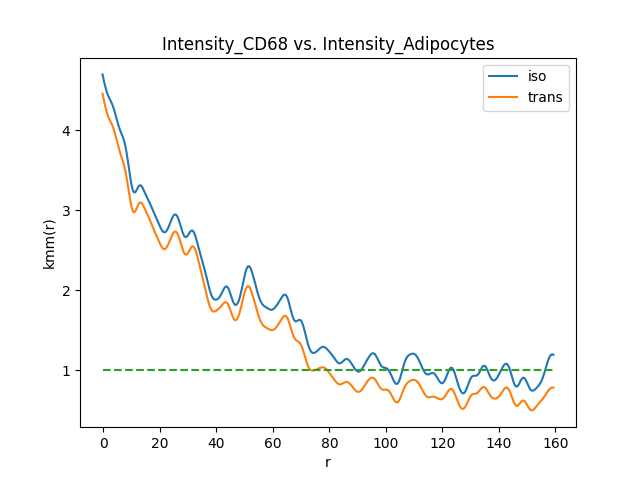 Intensity_CD68 vs. Intensity_Adipocytes
iso
trans
kmm(r)
4
3
2
1
0 20 40 60 80 100 120 140 160
r